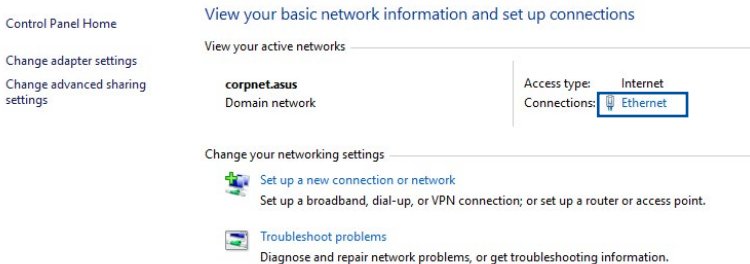 View your basic network information and set up connections
Control Panel Home
Change adapter settings
Change advanced sharing
settings
View your active networks
corpnet.asus
Domain network
Access type: Internet
Connections: Ethernet
Change your networking settings
Set up a new connection or network
Set up a broadband, dial-up, or VPN connection; or set up a router or access point.
Troubleshoot problems
Diagnose and repair network problems, or get troubleshooting information.